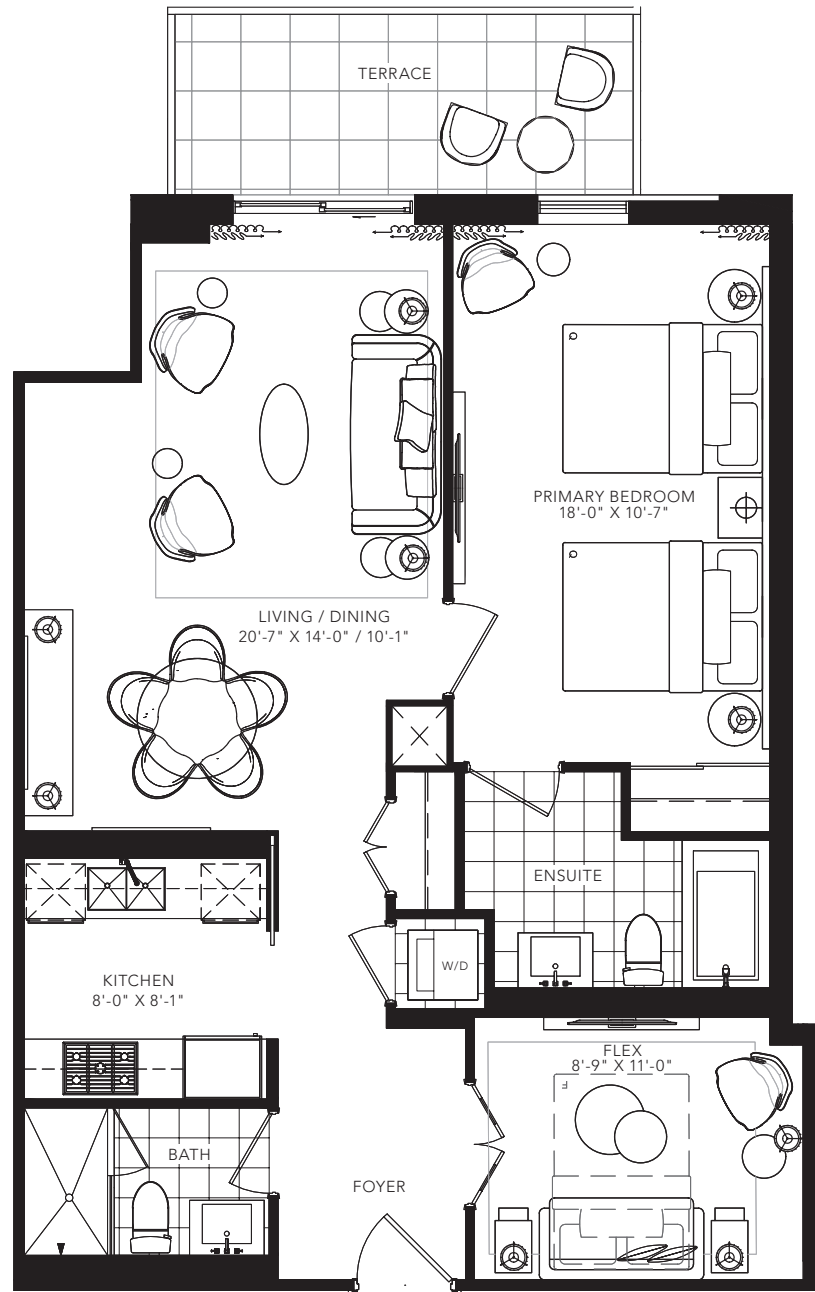 TERRACE
PRIMARY BEDROOM
18'-0" X 10'-7"
LIVING / DINING
20'-7" X 14'-0" / 10'-1"
ENSUITE
W/D
KITCHEN
8'-0" X 8'-1"
FLEX
8'-9" X 11'-0"
F
BATH
FOYER